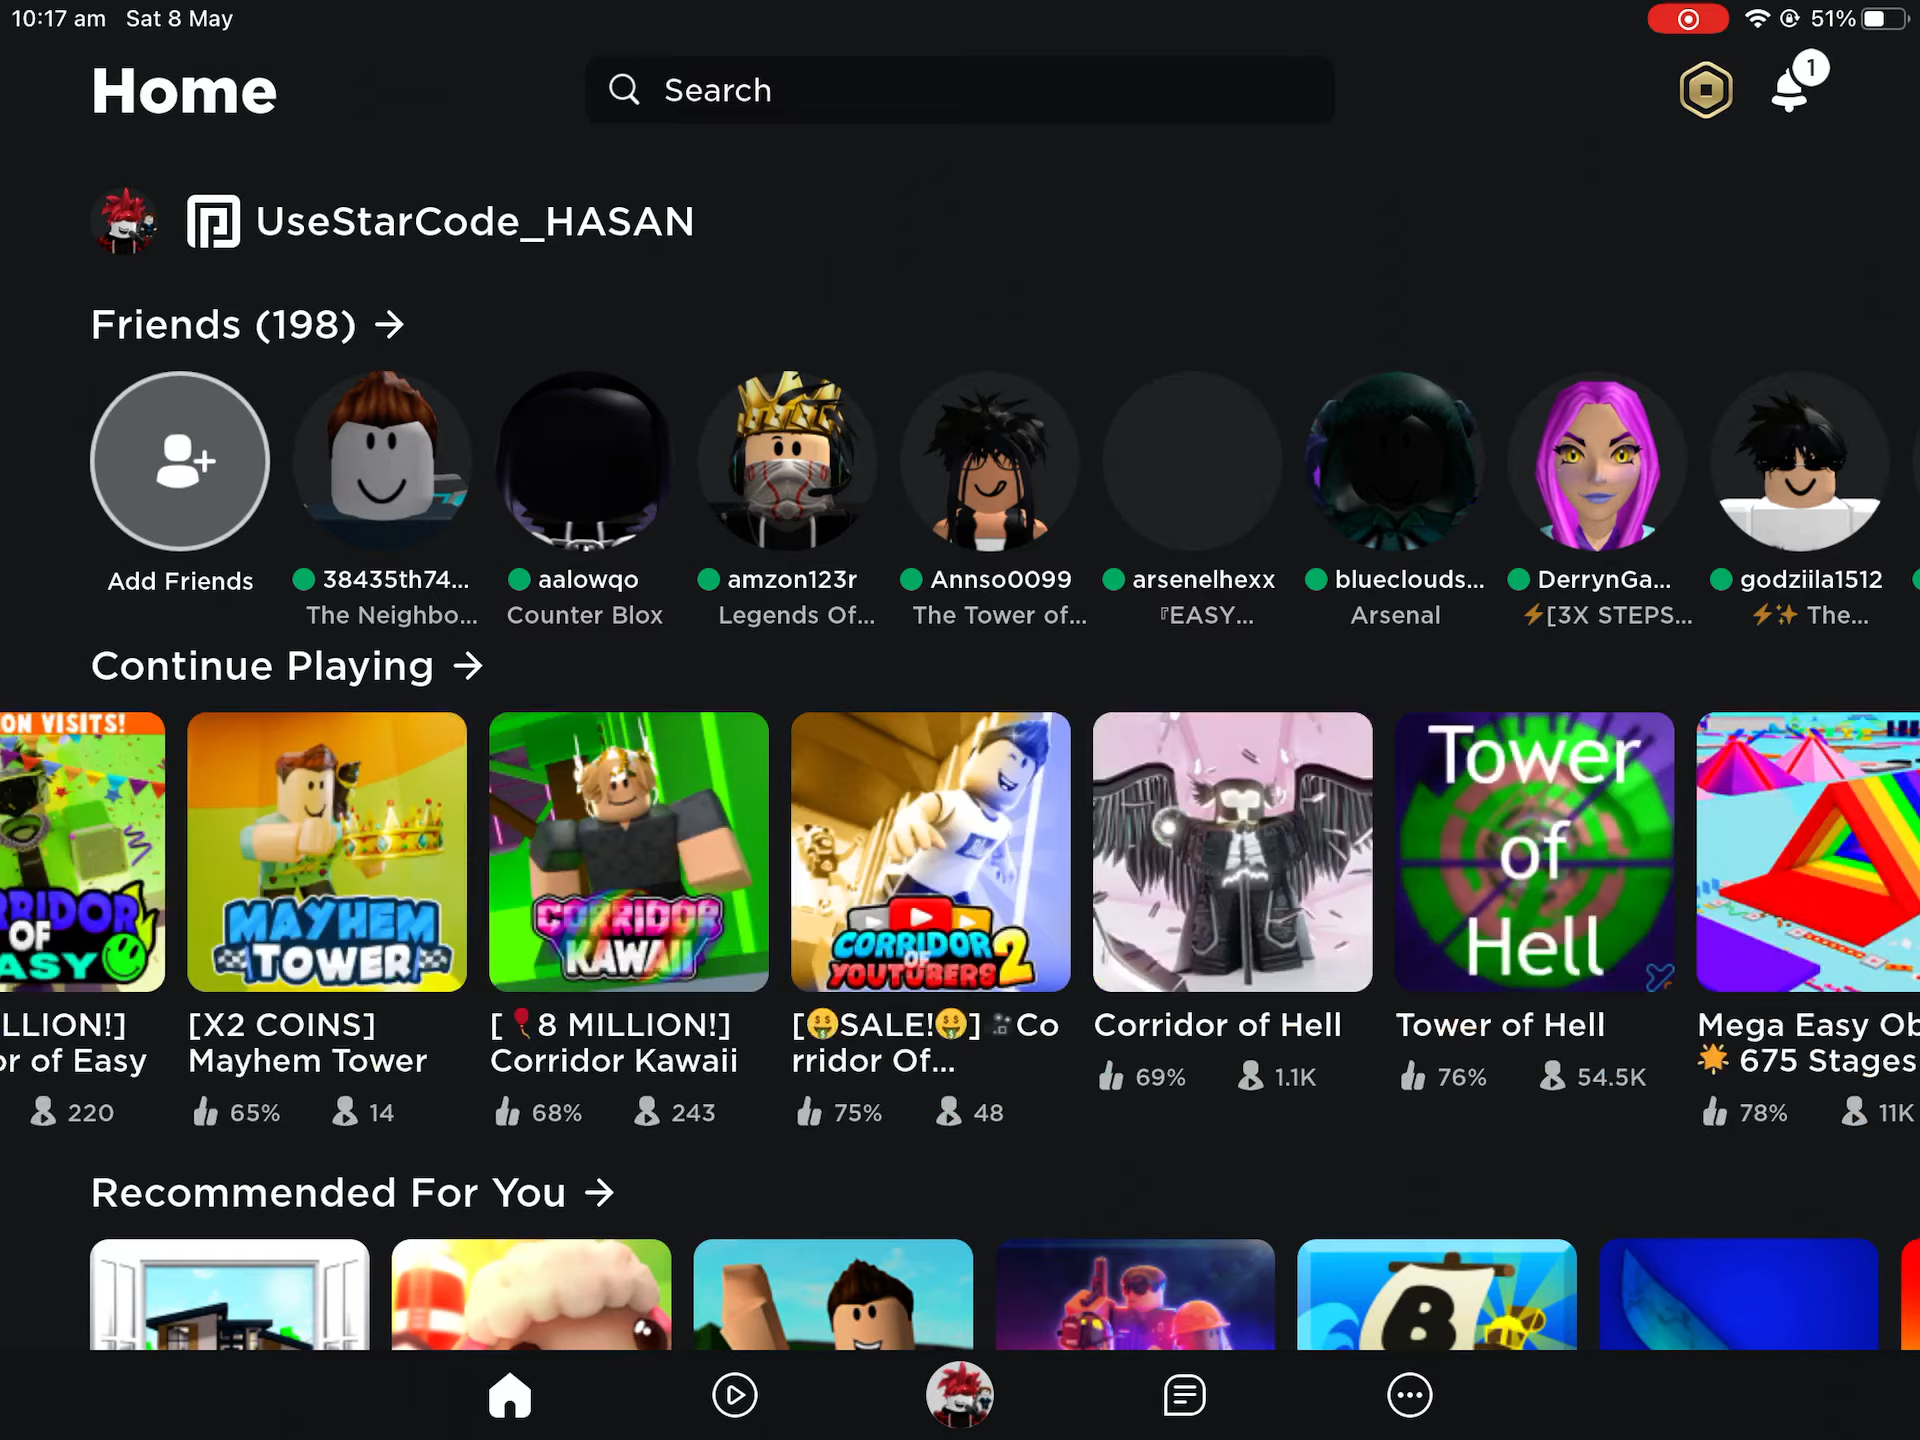 10:17 am Sat 8 May
51%
Home
Search
1
UseStarCode_HASAN
Friends (198)
Add Friends
38435th74...
The Neighbo...
aalowqo
Counter Blox
amzon123r
Legends Of...
Annso0099
The Tower of...
arsenelhexx
『EASY...
blueclouds...
Arsenal
DerrynGa...
⚡[3X STEPS...
godziila1512
⚡✨ The...
Continue Playing
ON VISITS!
RRIDOR
OF
ASY
LLION!]
or of Easy
220
MAYHEM
TOWER
[X2 COINS]
Mayhem Tower
65% 14
CORRIDOR
KAWAII
[🎈8 MILLION!]
Corridor Kawaii
68% 243
CORRIDOR
OF
YOUTUBERS 2
[🤑SALE!🤑]🎥Co
rridor Of...
75% 48
Corridor of Hell
69% 1.1K
Tower
of
Hell
Tower of Hell
76% 54.5K
Mega Easy Ob
🌟 675 Stages
78% 11K
Recommended For You
B